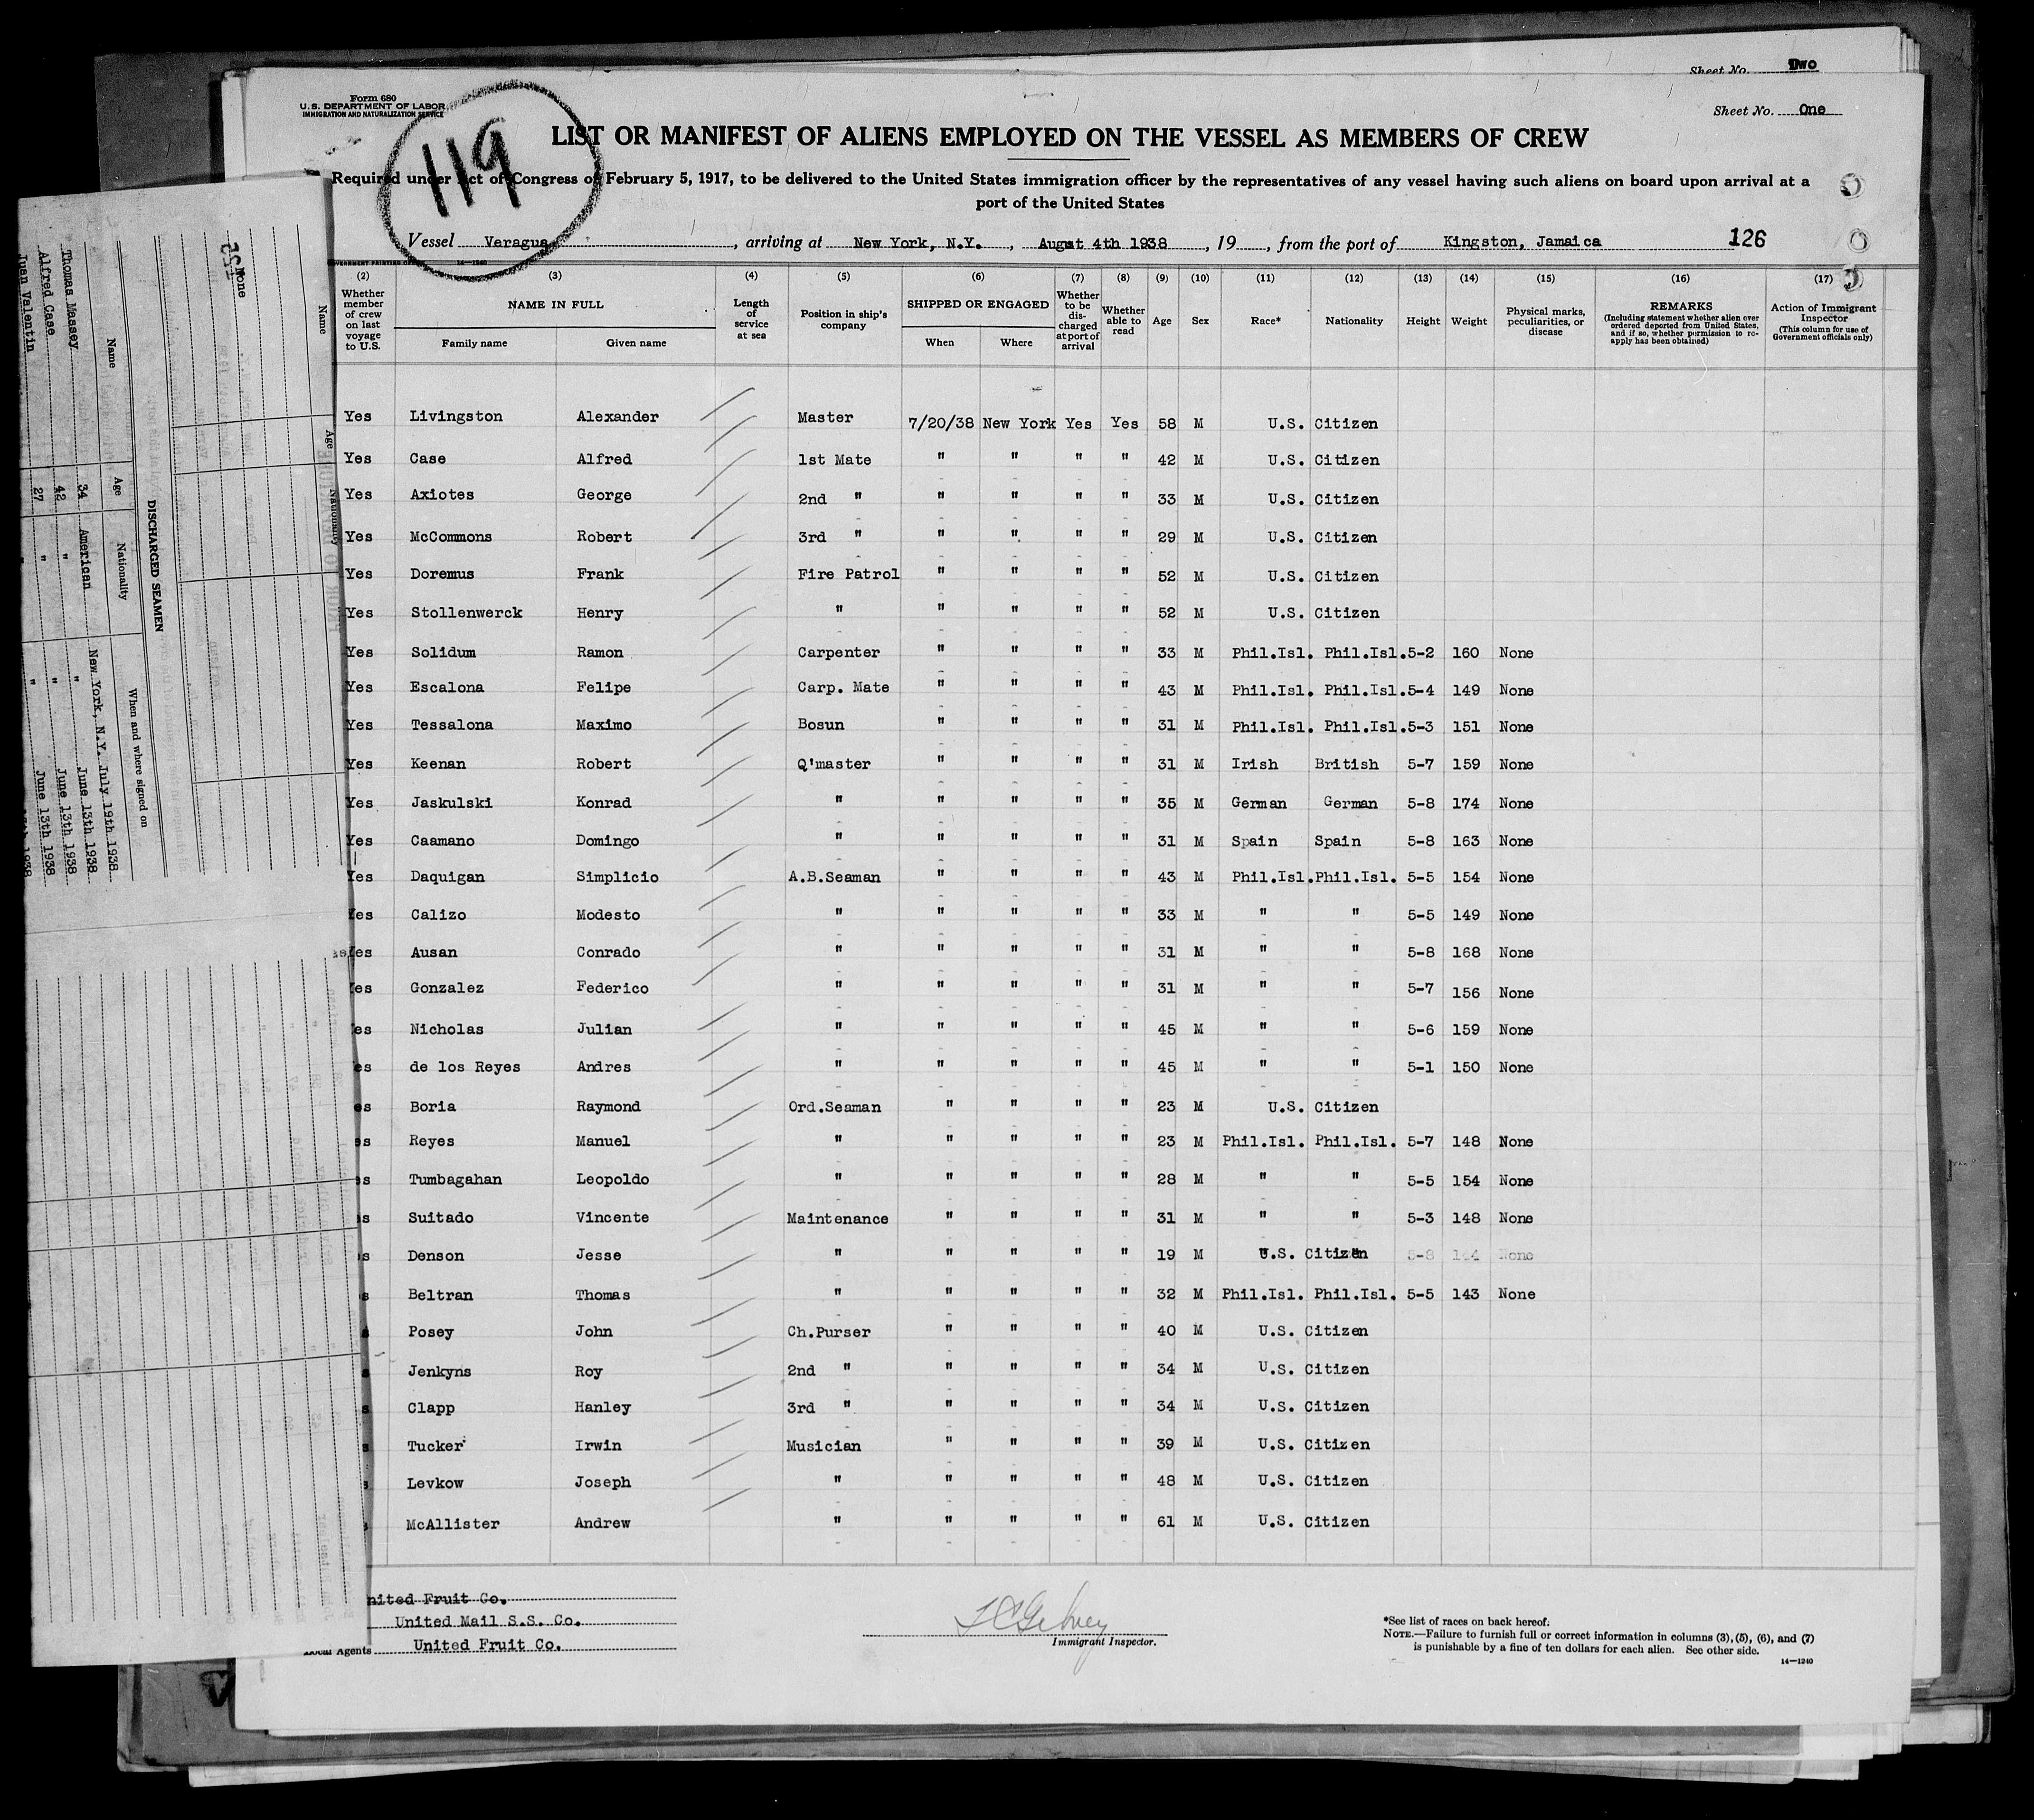 Sheet No. Two
Form 680
U.S. DEPARTMENT OF LABOR
IMMIGRATION AND NATURALIZATION SERVICE
Sheet No. One
119
LIST OR MANIFEST OF ALIENS EMPLOYED ON THE VESSEL AS MEMBERS OF CREW
Required under Act of Congress of February 5, 1917, to be delivered to the United States immigration officer by the representatives of any vessel having such aliens on board upon arrival at a
port of the United States
Vessel Veragua, arriving at New York, N.Y., Augst 4th 1938, 19, from the port of Kingston, Jamaica 126
(2) (3) (4) (5) (6) (7) (8) (9) (10) (11) (12) (13) (14) (15) (16) (17)
Whether member of crew on last voyage to U.S. NAME IN FULL Family name Given name Length of service at sea Position in ship's company SHIPPED OR ENGAGED When Where Whether to be discharged at port of arrival Whether able to read Age Sex Race* Nationality Height Weight Physical marks, peculiarities, or disease REMARKS (Including statement whether alien ever ordered deported from United States, and if so, whether permission to reapply has been obtained) Action of Immigrant Inspector (This column for use of Government officials only)
Yes Livingston Alexander Master 7/20/38 New York Yes Yes 58 M U.S. Citizen
Yes Case Alfred 1st Mate " " " " 42 M U.S. Citizen
Yes Axiotes George 2nd " " " " " 33 M U.S. Citizen
Yes McCommons Robert 3rd " " " " " 29 M U.S. Citizen
Yes Doremus Frank Fire Patrol " " " " 52 M U.S. Citizen
Yes Stollenwerck Henry " " " " " 52 M U.S. Citizen
Yes Solidum Ramon Carpenter " " " " 33 M Phil.Isl. Phil.Isl. 5-2 160 None
Yes Escalona Felipe Carp. Mate " " " " 43 M Phil.Isl. Phil.Isl. 5-4 149 None
Yes Tessalona Maximo Bosun " " " " 31 M Phil.Isl. Phil.Isl. 5-3 151 None
Yes Keenan Robert Q'master " " " " 31 M Irish British 5-7 159 None
Yes Jaskulski Konrad " " " " " 35 M German German 5-8 174 None
Yes Caamano Domingo " " " " " 31 M Spain Spain 5-8 163 None
Yes Daquigan Simplicio A.B.Seaman " " " " 43 M Phil.Isl. Phil.Isl. 5-5 154 None
Yes Calizo Modesto " " " " " 33 M " " 5-5 149 None
Yes Ausan Conrado " " " " " 31 M " " 5-8 168 None
Yes Gonzalez Federico " " " " " 31 M " " 5-7 156 None
es Nicholas Julian " " " " " 45 M " " 5-6 159 None
es de los Reyes Andres " " " " " 45 M " " 5-1 150 None
es Boria Raymond Ord.Seaman " " " " 23 M U.S. Citizen
es Reyes Manuel " " " " " 23 M Phil.Isl. Phil.Isl. 5-7 148 None
s Tumbagahan Leopoldo " " " " " 28 M " " 5-5 154 None
s Suitado Vincente Maintenance " " " " 31 M " " 5-3 148 None
s Denson Jesse " " " " " 19 M U.S. Citizen 5-8 144 None
s Beltran Thomas " " " " " 32 M Phil.Isl. Phil.Isl. 5-5 143 None
s Posey John Ch.Purser " " " " 40 M U.S. Citizen
s Jenkyns Roy 2nd " " " " " 34 M U.S. Citizen
s Clapp Hanley 3rd " " " " " 34 M U.S. Citizen
s Tucker Irwin Musician " " " " 39 M U.S. Citizen
s Levkow Joseph " " " " " 48 M U.S. Citizen
McAllister Andrew " " " " " 61 M U.S. Citizen
nited Fruit Co.
United Mail S.S. Co.
Local Agents United Fruit Co.
Immigrant Inspector.
*See list of races on back hereof.
NOTE.—Failure to furnish full or correct information in columns (3), (5), (6), and (7)
is punishable by a fine of ten dollars for each alien. See other side.
14—1240
Name Age Nationality
None
DISCHARGED SEAMEN
Name Age Nationality When and where signed on
Thomas Massey 34 American New York, N.Y. July 19th 1938
Alfred Case 42 " " June 13th 1938
Juan Valentin 27 " " June 13th 1938
June 13th 1938